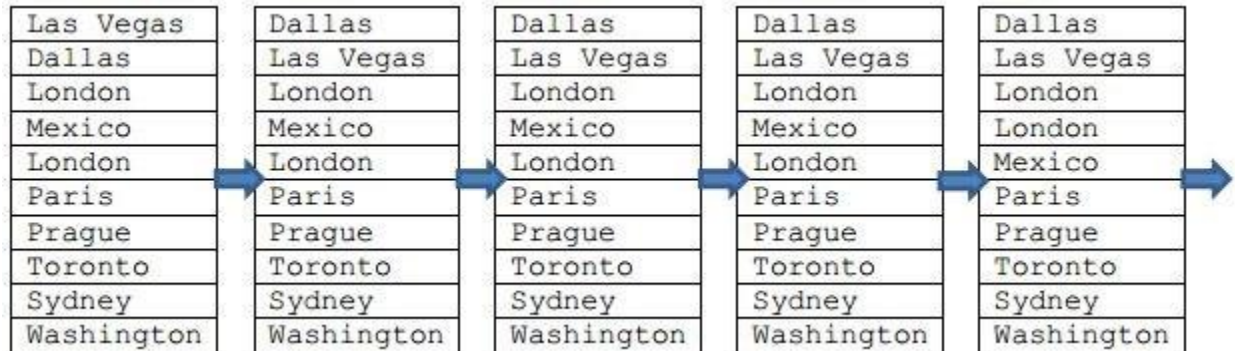 Las Vegas Dallas Dallas Dallas Dallas
Dallas Las Vegas Las Vegas Las Vegas Las Vegas
London London London London London
Mexico Mexico Mexico Mexico London
London London London London Mexico
Paris Paris Paris Paris Paris
Prague Prague Prague Prague Prague
Toronto Toronto Toronto Toronto Toronto
Sydney Sydney Sydney Sydney Sydney
Washington Washington Washington Washington Washington